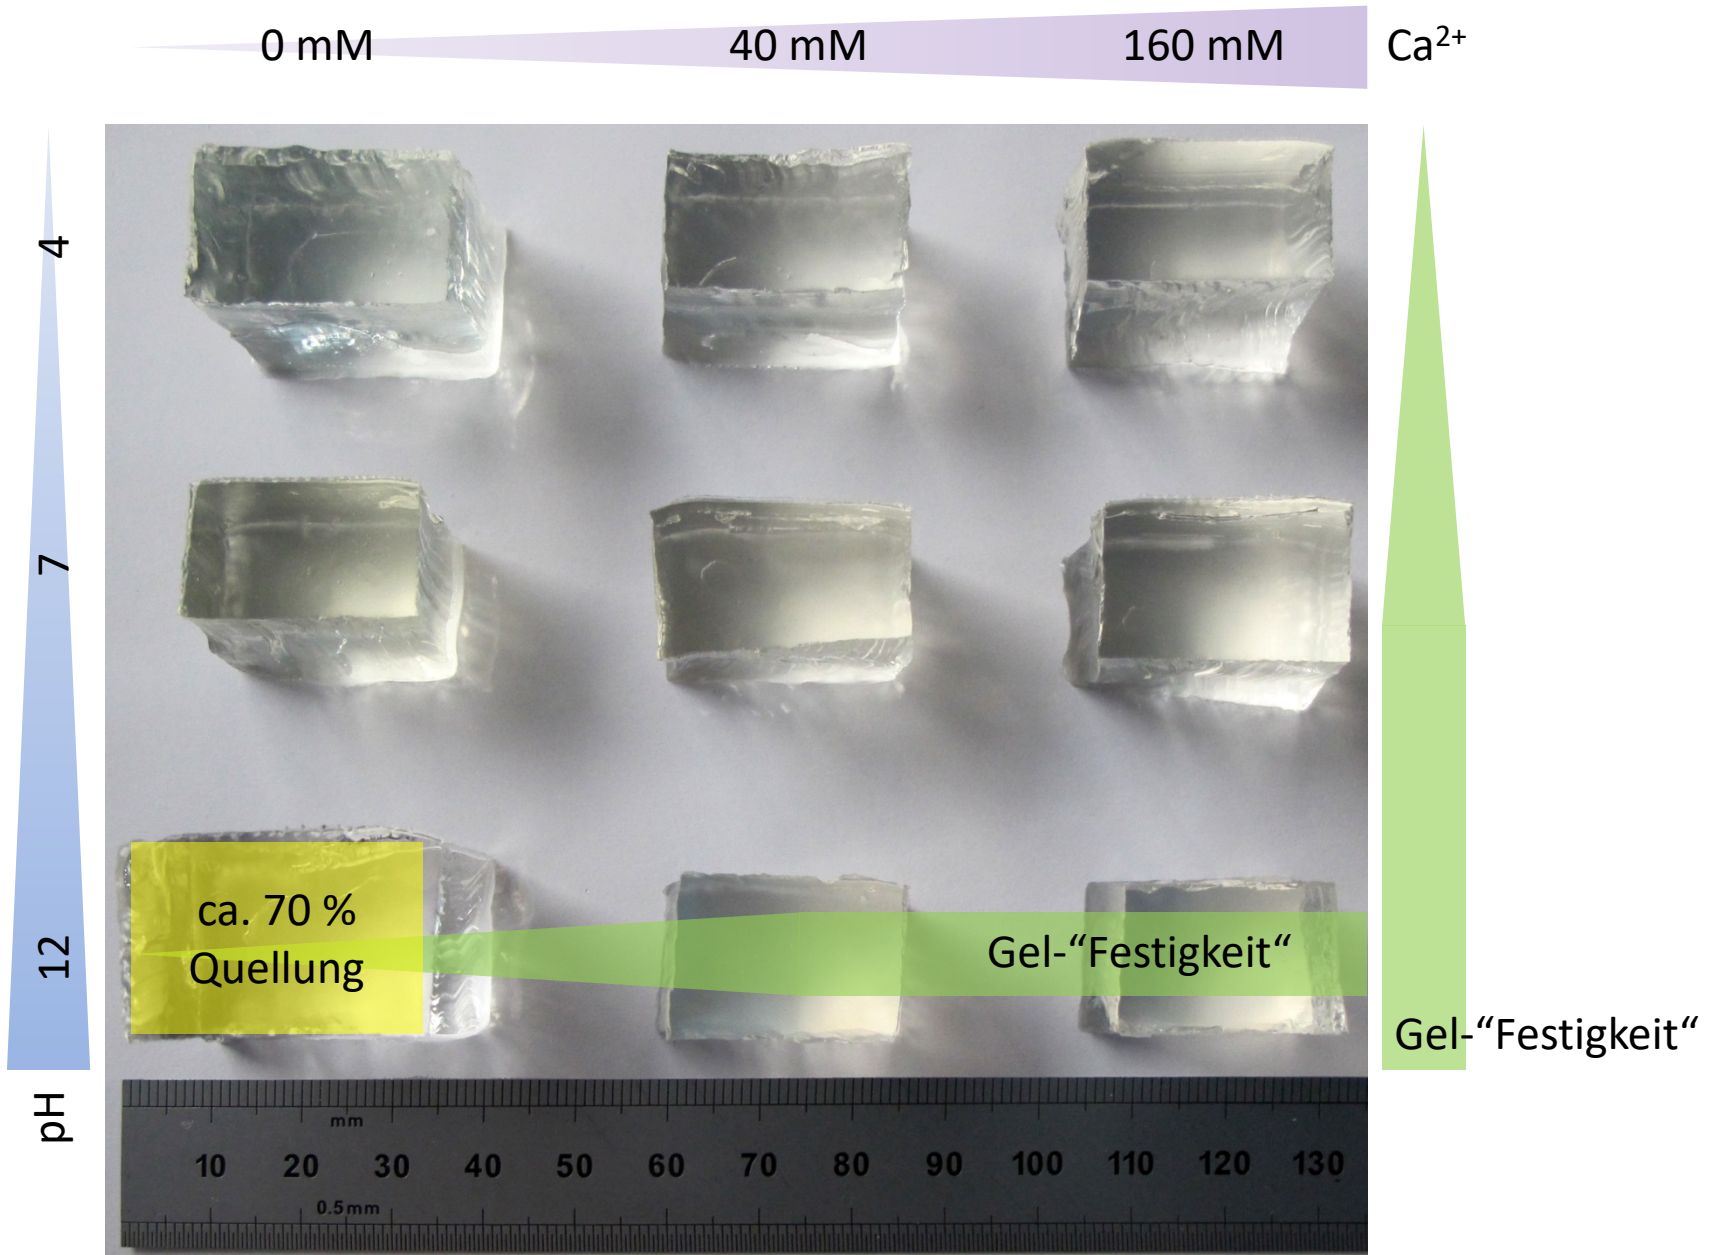 0 mM 40 mM 160 mM Ca²⁺
4
7
12
pH
ca. 70 %
Quellung
Gel-“Festigkeit“
Gel-“Festigkeit“
mm
10 20 30 40 50 60 70 80 90 100 110 120 130
0.5mm